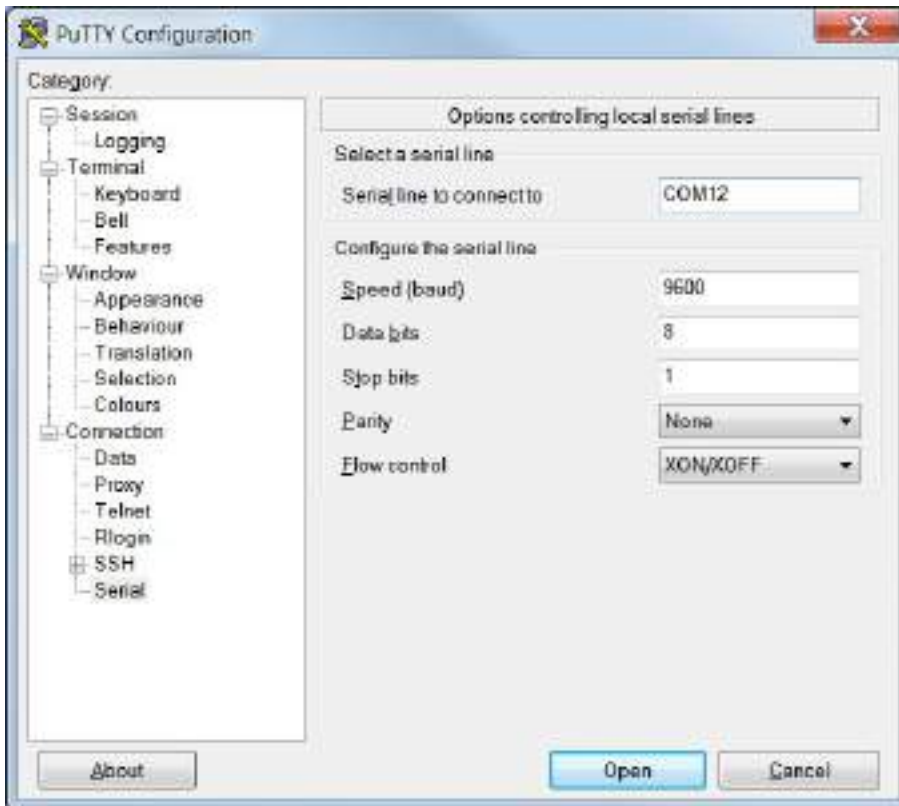 PuTTY Configuration
Category:
Session
Logging
Terminal
Keyboard
Bell
Features
Window
Appearance
Behaviour
Translation
Selection
Colours
Connection
Data
Proxy
Telnet
Rlogin
SSH
Serial
Options controlling local serial lines
Select a serial line
Serial line to connect to COM12
Configure the serial line
Speed (baud) 9600
Data bits 8
Stop bits 1
Parity None
Flow control XON/XOFF
About
Open
Cancel